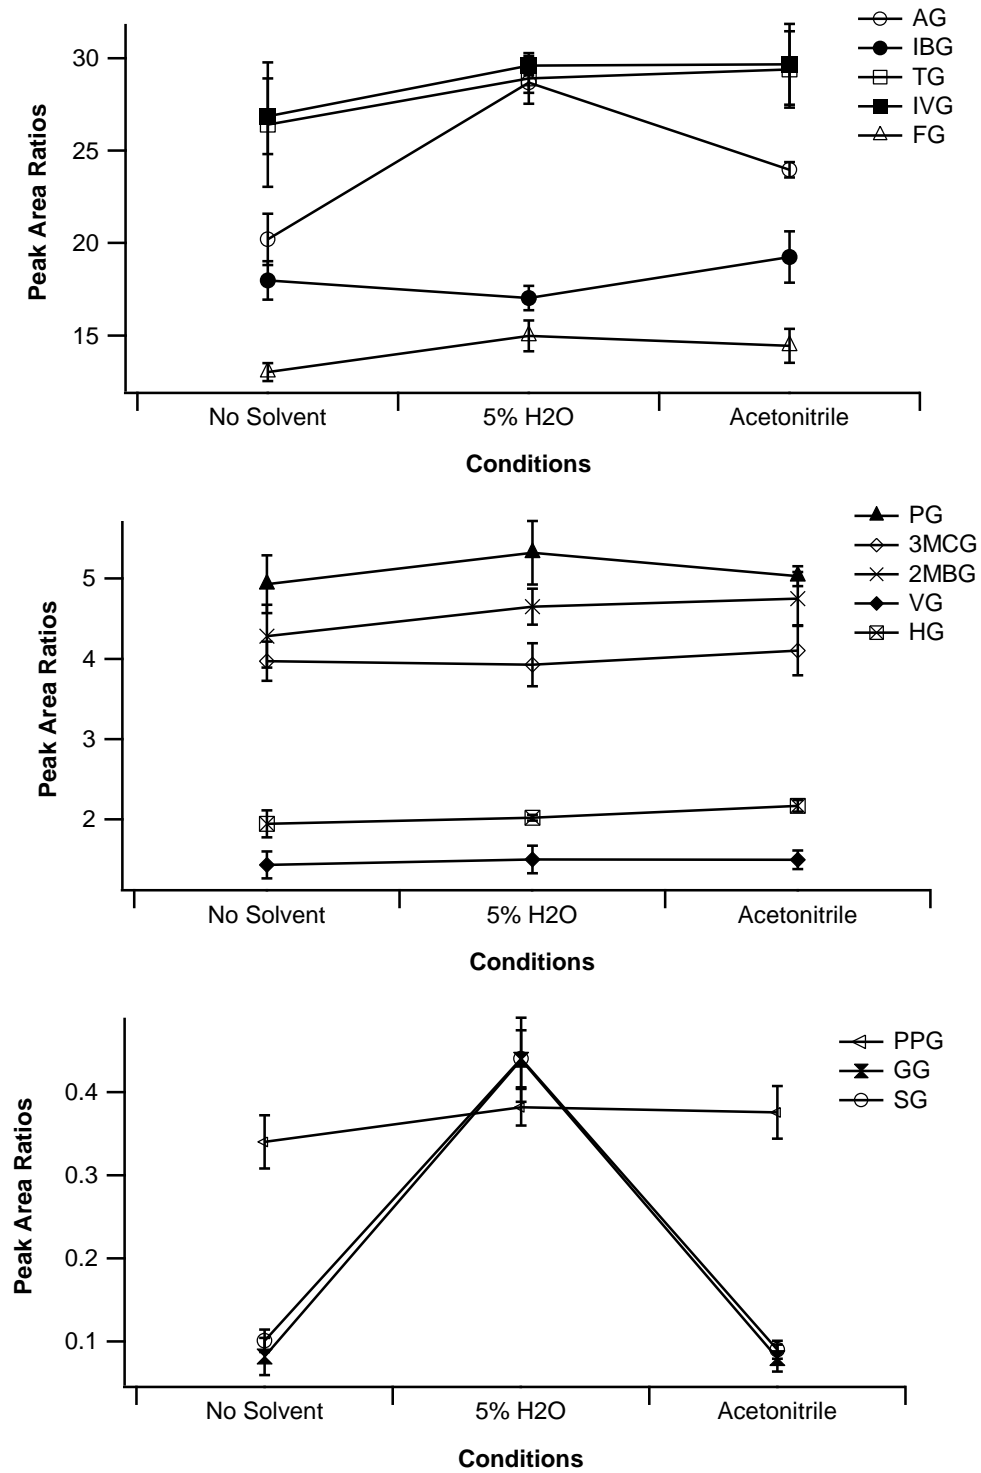 AG
IBG
TG
IVG
FG
30
25
20
15
Peak Area Ratios
No Solvent 5% H2O Acetonitrile
Conditions
PG
3MCG
2MBG
VG
HG
5
4
3
2
Peak Area Ratios
No Solvent 5% H2O Acetonitrile
Conditions
PPG
GG
SG
0.4
0.3
0.2
0.1
Peak Area Ratios
No Solvent 5% H2O Acetonitrile
Conditions